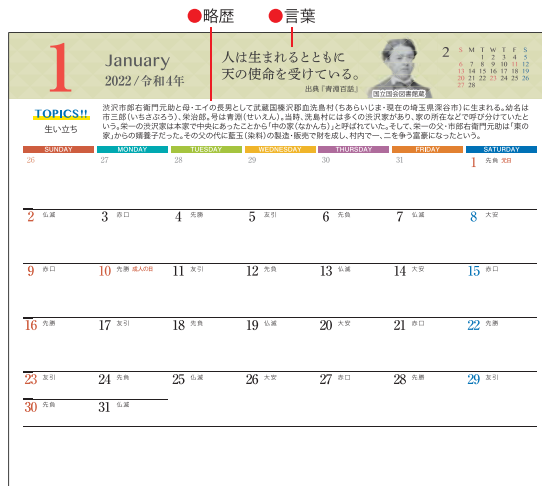 ●略歴 ●言葉
1
January
2022/令和4年
人は生まれるとともに
天の使命を受けている。
出典『青淵百話』
国立国会図書館蔵
2
S M T W T F S
1 2 3 4 5
6 7 8 9 10 11 12
13 14 15 16 17 18 19
20 21 22 23 24 25 26
27 28
TOPICS!!
生い立ち
渋沢市郎右衛門元助と母・エイの長男として武蔵国榛沢郡血洗島村(ちあらいじま・現在の埼玉県深谷市)に生まれる。幼名は
市三郎(いちさぶろう)、栄治郎。号は青淵(せいえん)。当時、洗島村には多くの渋沢家があり、家の所在などで呼び分けていたと
いう。栄一の渋沢家は本家で中央にあったことから「中の家(なかんち)」と呼ばれていた。そして、栄一の父・市郎右衛門元助は「東の
家」からの婿養子だった。その父の代に藍玉(染料)の製造・販売で財を成し、村内で一、二を争う富豪になったという。
SUNDAY MONDAY TUESDAY WEDNESDAY THURSDAY FRIDAY SATURDAY
26 27 28 29 30 31 1 先負 元日
2 仏滅 3 赤口 4 先勝 5 友引 6 先負 7 仏滅 8 大安
9 赤口 10 先勝 成人の日 11 友引 12 先負 13 仏滅 14 大安 15 赤口
16 先勝 17 友引 18 先負 19 仏滅 20 大安 21 赤口 22 先勝
23 友引 24 先負 25 仏滅 26 大安 27 赤口 28 先勝 29 友引
30 先負 31 仏滅